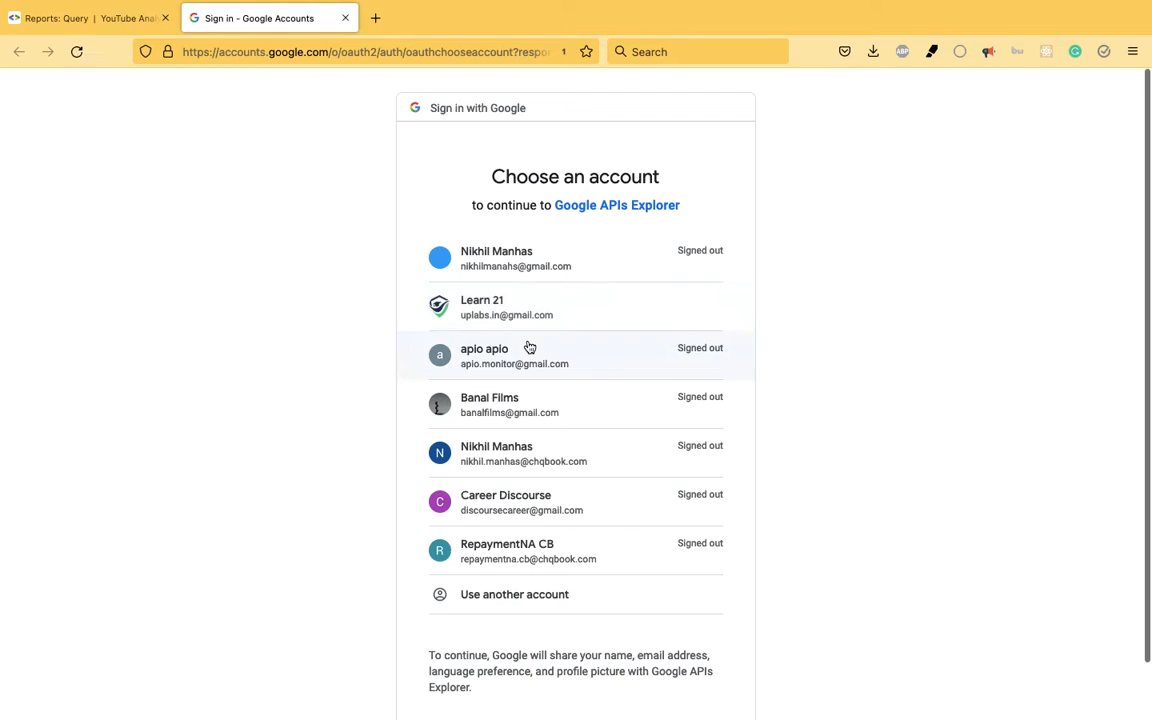 Reports: Query | YouTube Ana
Sign in - Google Accounts
https://accounts.google.com/o/oauth2/auth/oauthchooseaccount?respo
1
Search
ABP
Sign in with Google
Choose an account
to continue to Google APIs Explorer
Nikhil Manhas
Signed out
nikhilmanahs@gmail.com
Learn 21
uplabs.in@gmail.com
a
apio apio
Signed out
apio.monitor@gmail.com
Banal Films
Signed out
banalfilms@gmail.com
N
Nikhil Manhas
Signed out
nikhil.manhas@chqbook.com
C
Career Discourse
Signed out
discoursecareer@gmail.com
R
RepaymentNA CB
Signed out
repaymentna.cb@chqbook.com
Use another account
To continue, Google will share your name, email address,
language preference, and profile picture with Google APIs
Explorer.